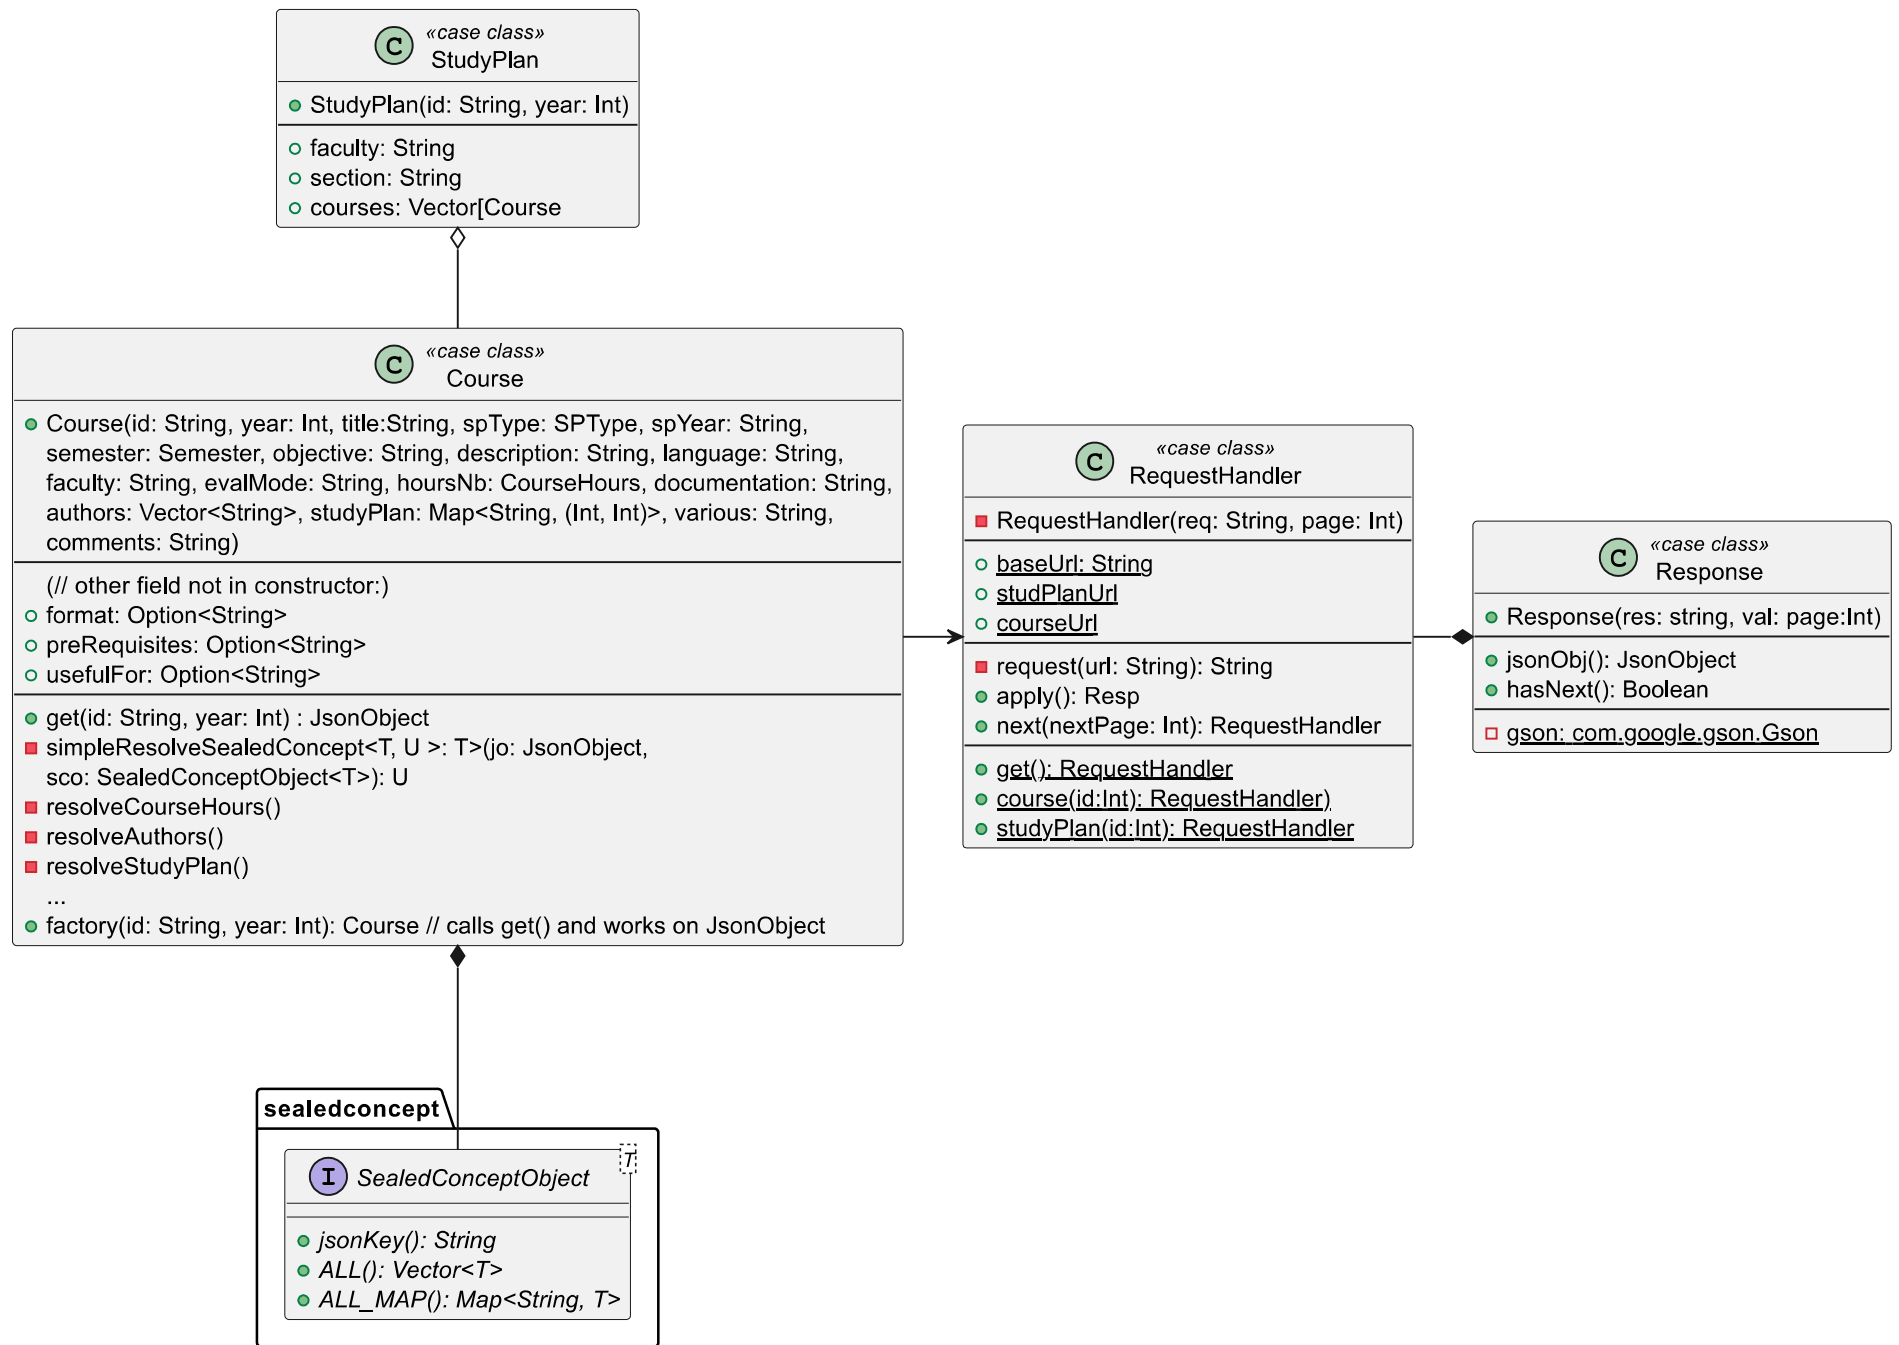 «case class»
C
StudyPlan
StudyPlan(id: String, year: Int)
faculty: String
section: String
courses: Vector[Course
«case class»
C
Course
Course(id: String, year: Int, title:String, spType: SPType, spYear: String,
semester: Semester, objective: String, description: String, language: String,
faculty: String, evalMode: String, hoursNb: CourseHours, documentation: String,
authors: Vector<String>, studyPlan: Map<String, (Int, Int)>, various: String,
comments: String)
(// other field not in constructor:)
format: Option<String>
preRequisites: Option<String>
usefulFor: Option<String>
get(id: String, year: Int) : JsonObject
simpleResolveSealedConcept<T, U >: T>(jo: JsonObject,
sco: SealedConceptObject<T>): U
resolveCourseHours()
resolveAuthors()
resolveStudyPlan()
...
factory(id: String, year: Int): Course // calls get() and works on JsonObject
«case class»
C
RequestHandler
RequestHandler(req: String, page: Int)
baseUrl: String
studPlanUrl
courseUrl
request(url: String): String
apply(): Resp
next(nextPage: Int): RequestHandler
get(): RequestHandler
course(id:Int): RequestHandler)
studyPlan(id:Int): RequestHandler
«case class»
C
Response
Response(res: string, val: page:Int)
jsonObj(): JsonObject
hasNext(): Boolean
gson: com.google.gson.Gson
sealedconcept
T
I
SealedConceptObject
jsonKey(): String
ALL(): Vector<T>
ALL_MAP(): Map<String, T>